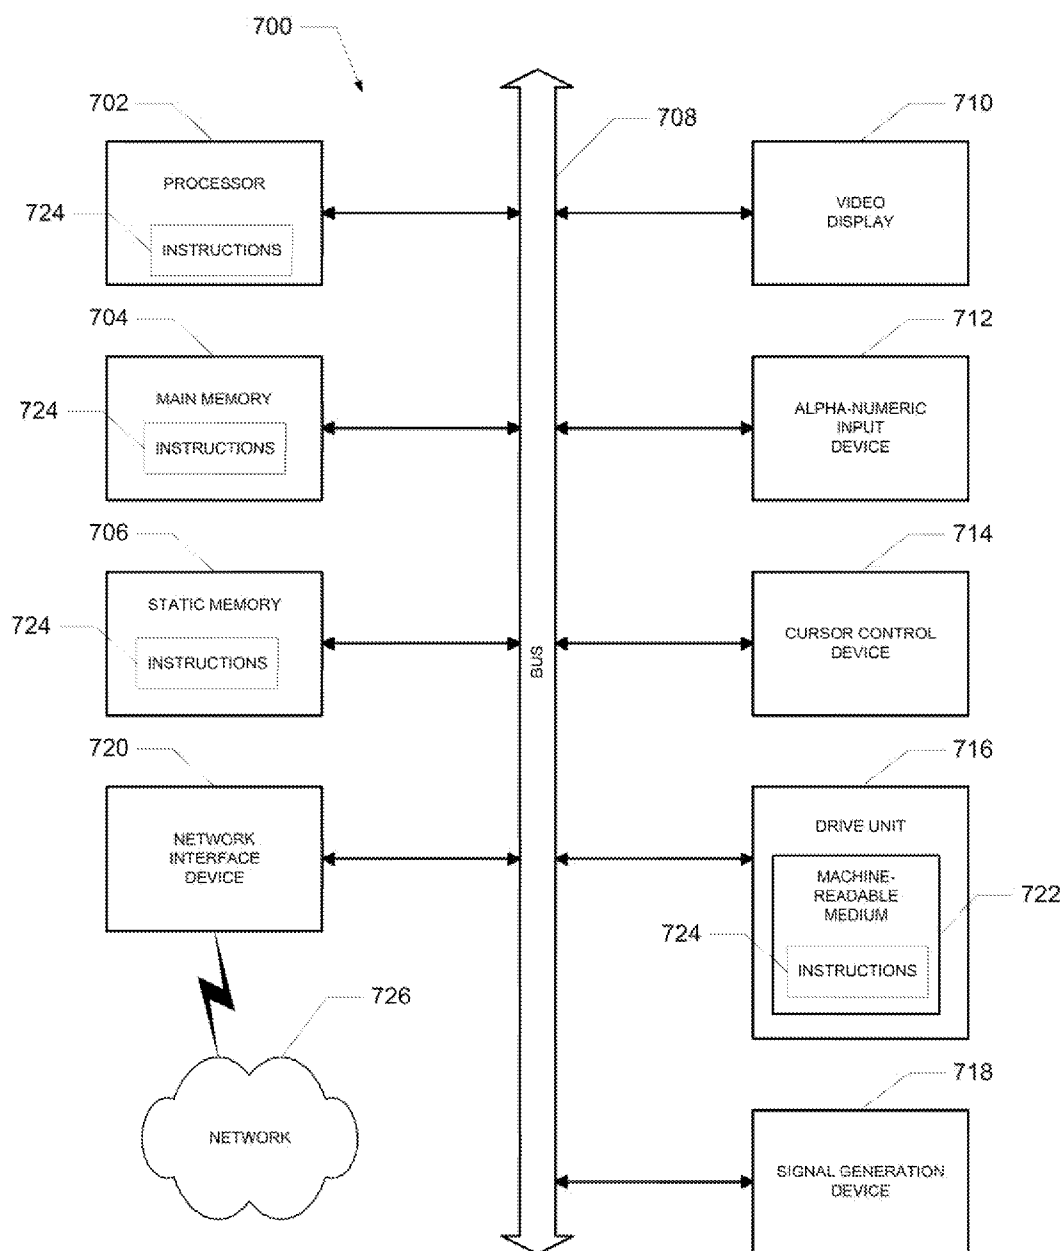 700
702
PROCESSOR
724
INSTRUCTIONS
704
MAIN MEMORY
724
INSTRUCTIONS
706
STATIC MEMORY
724
INSTRUCTIONS
720
NETWORK
INTERFACE
DEVICE
726
NETWORK
708
BUS
710
VIDEO
DISPLAY
712
ALPHA-NUMERIC
INPUT
DEVICE
714
CURSOR CONTROL
DEVICE
716
DRIVE UNIT
MACHINE-
READABLE
MEDIUM
722
724
INSTRUCTIONS
718
SIGNAL GENERATION
DEVICE